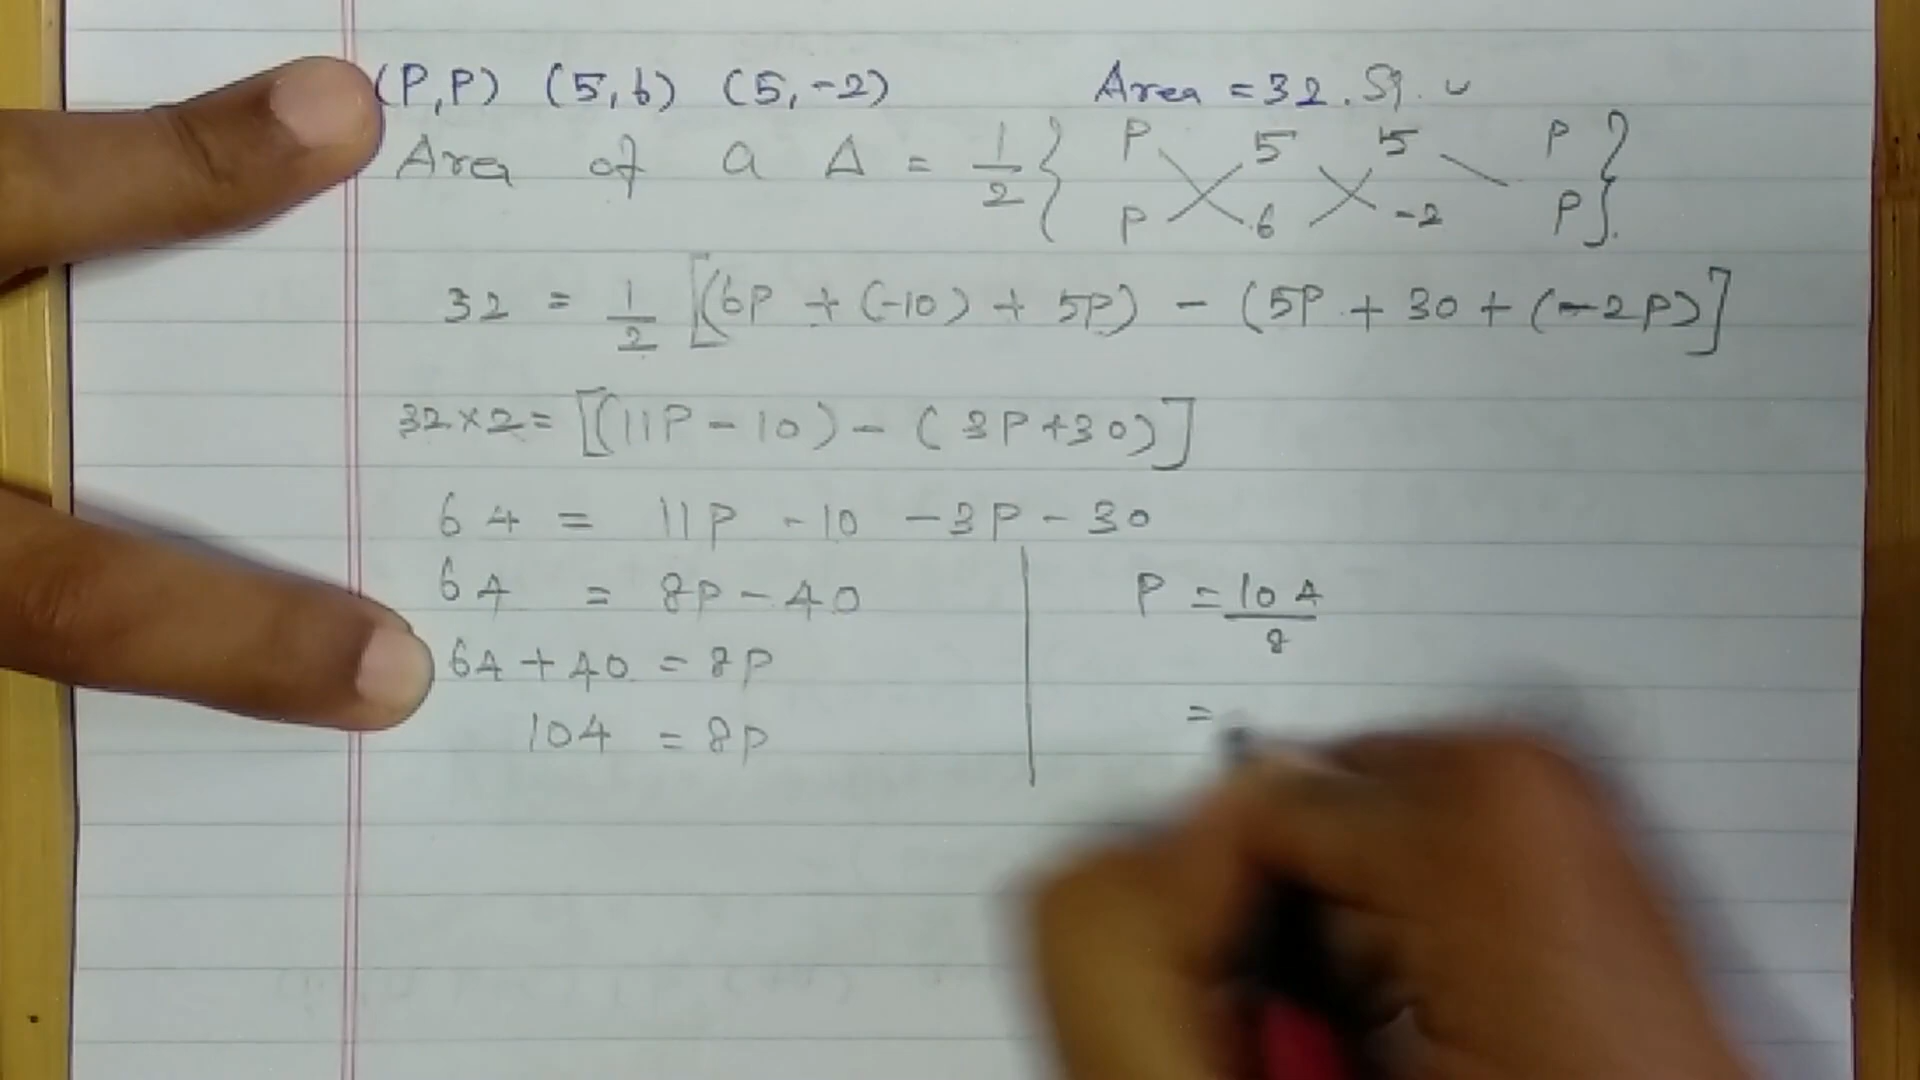 (P,P) (5,6) (5,-2) Area = 32. Sq. u
Area of a Δ = 1/2 { P 5 5 P
P 6 -2 P }.
32 = 1/2 [(6P + (-10) + 5P) - (5P + 30 + (-2P)]
32×2 = [(11P - 10) - (3P+30)]
64 = 11P - 10 - 3P - 30
64 = 8P - 40
64 + 40 = 8P
104 = 8P
P = 104/8
=